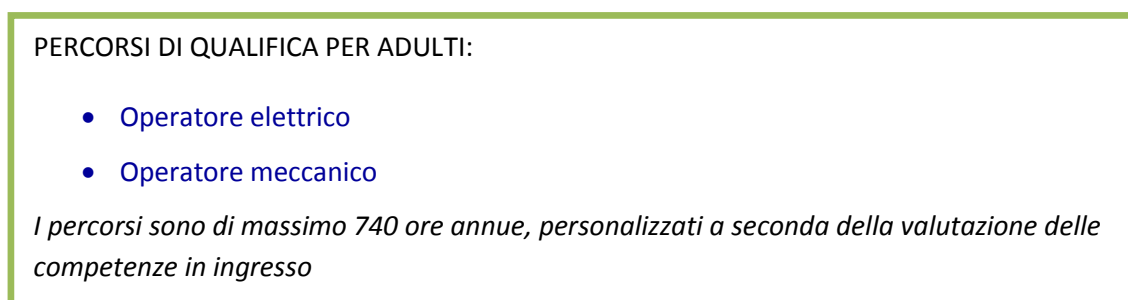 PERCORSI DI QUALIFICA PER ADULTI:
• Operatore elettrico
• Operatore meccanico
I percorsi sono di massimo 740 ore annue, personalizzati a seconda della valutazione delle
competenze in ingresso